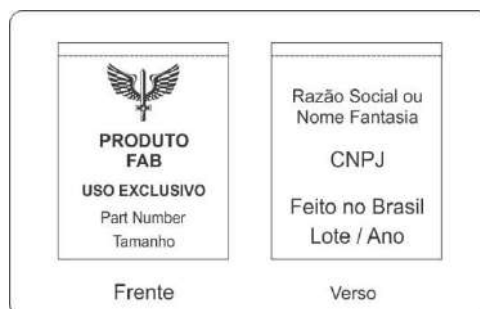 PRODUTO
FAB
USO EXCLUSIVO
Part Number
Tamanho
Frente
Razão Social ou
Nome Fantasia
CNPJ
Feito no Brasil
Lote / Ano
Verso